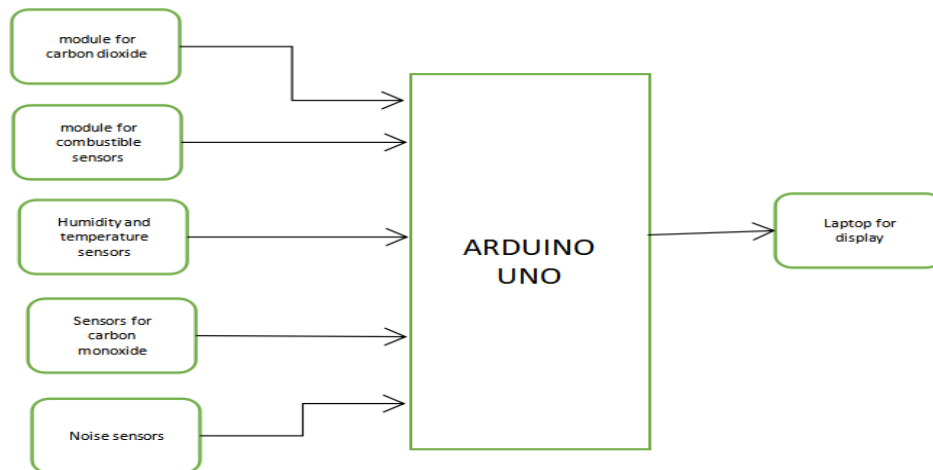 module for
carbon dioxide
module for
combustible
sensors
Humidity and
temperature
sensors
Sensors for
carbon
monoxide
Noise sensors
ARDUINO
UNO
Laptop for
display